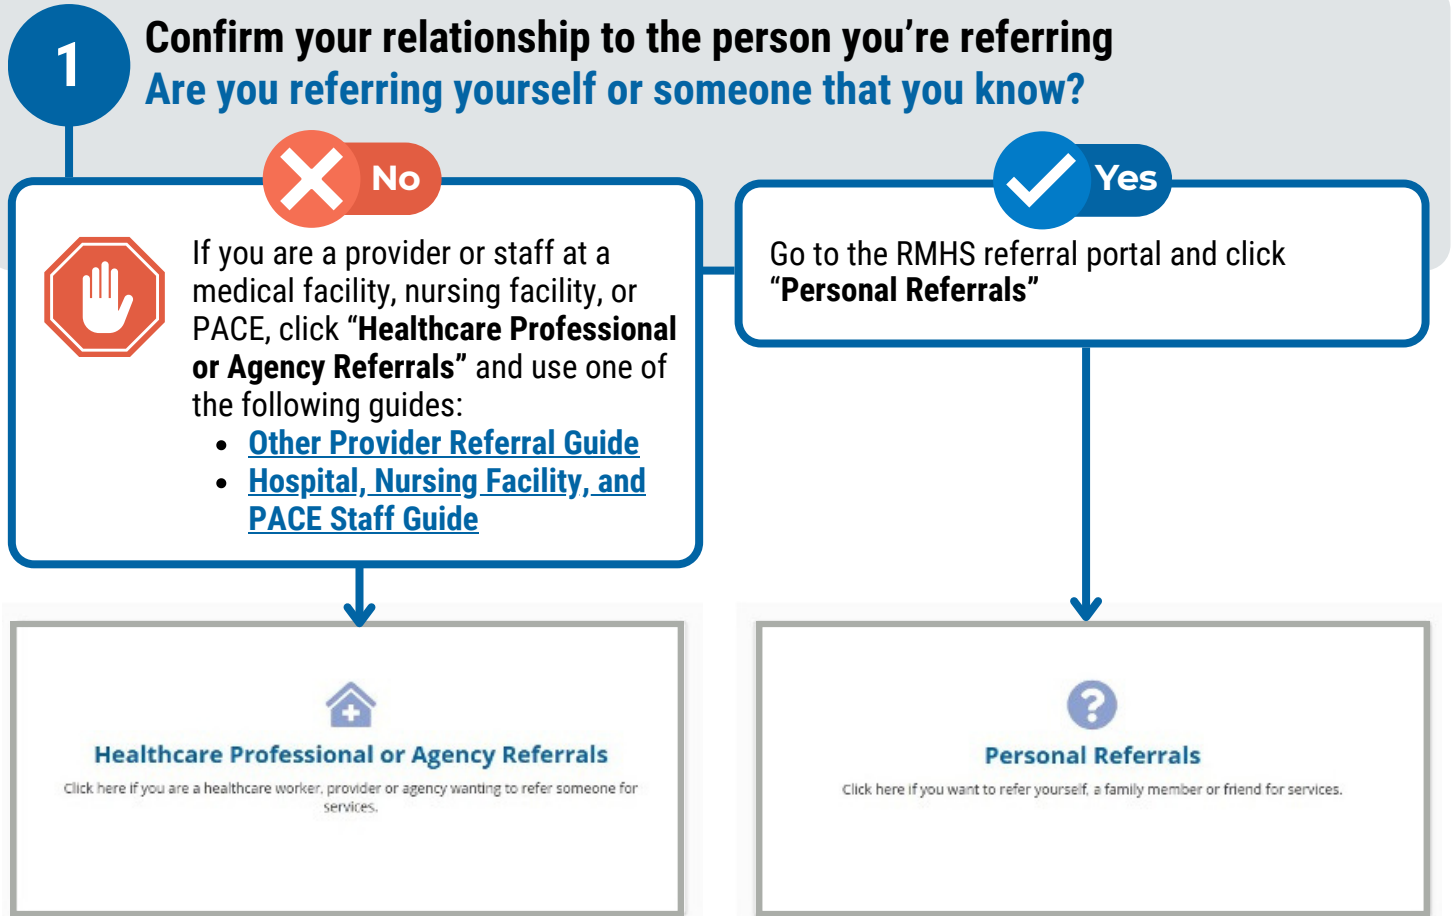 1
Confirm your relationship to the person you’re referring
Are you referring yourself or someone that you know?
No
If you are a provider or staff at a
medical facility, nursing facility, or
PACE, click “Healthcare Professional
or Agency Referrals” and use one of
the following guides:
• Other Provider Referral Guide
• Hospital, Nursing Facility, and
PACE Staff Guide
Yes
Go to the RMHS referral portal and click
“Personal Referrals”
Healthcare Professional or Agency Referrals
Click here if you are a healthcare worker, provider or agency wanting to refer someone for
services.
?
Personal Referrals
Click here if you want to refer yourself, a family member or friend for services.